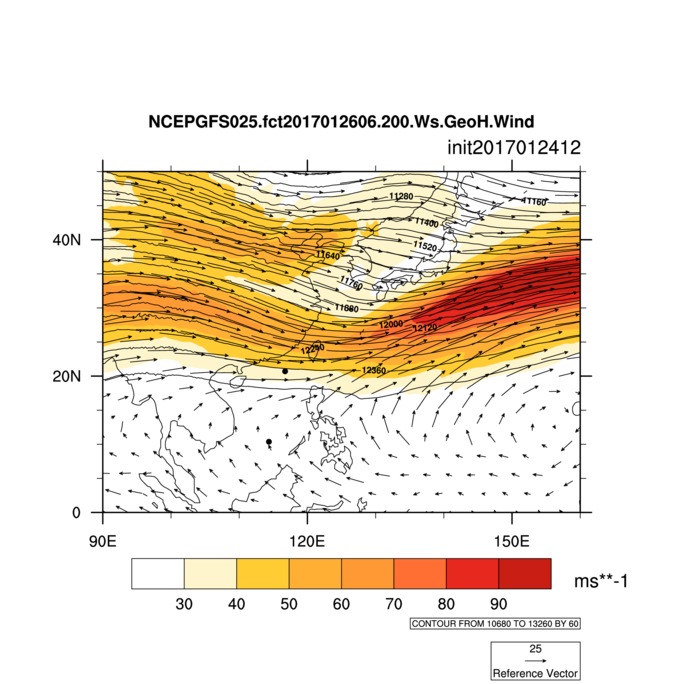 NCEPGFS025.fct2017012606.200.Ws.GeoH.Wind
init2017012412
11280
11160
11400
40N
11520
11640
11760
11880
12000
12120
12240
12360
20N
0
90E 120E 150E
ms**-1
30 40 50 60 70 80 90
CONTOUR FROM 10680 TO 13260 BY 60
25
Reference Vector